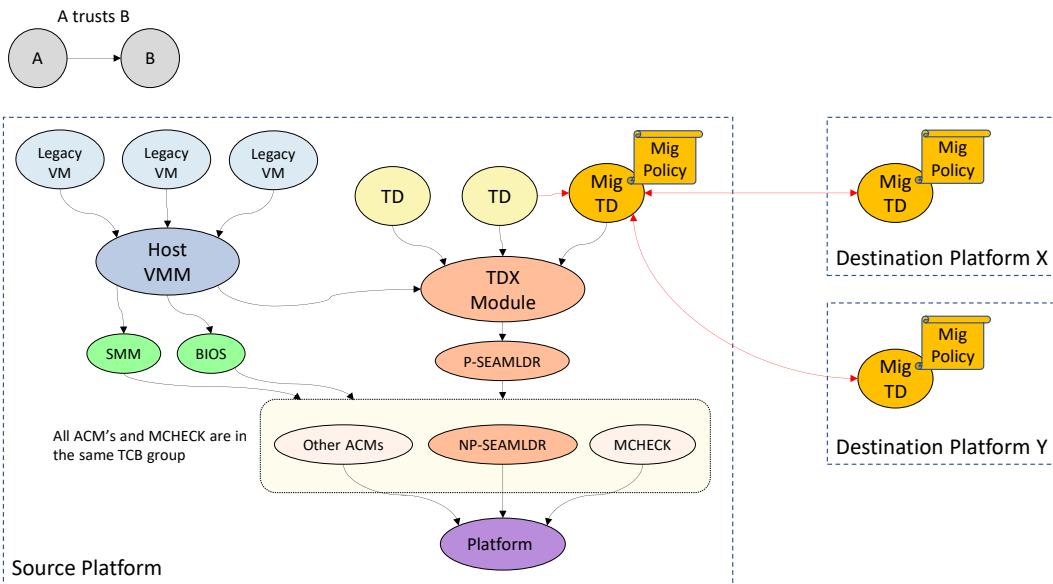 A trusts B
A
B
Legacy
VM
Legacy
VM
Legacy
VM
Host
VMM
TD
TD
Mig
TD
Mig
Policy
TDX
Module
SMM
BIOS
P-SEAMLDR
All ACM's and MCHECK are in
the same TCB group
Other ACMs
NP-SEAMLDR
MCHECK
Platform
Source Platform
Mig
TD
Mig
Policy
Destination Platform X
Mig
TD
Mig
Policy
Destination Platform Y